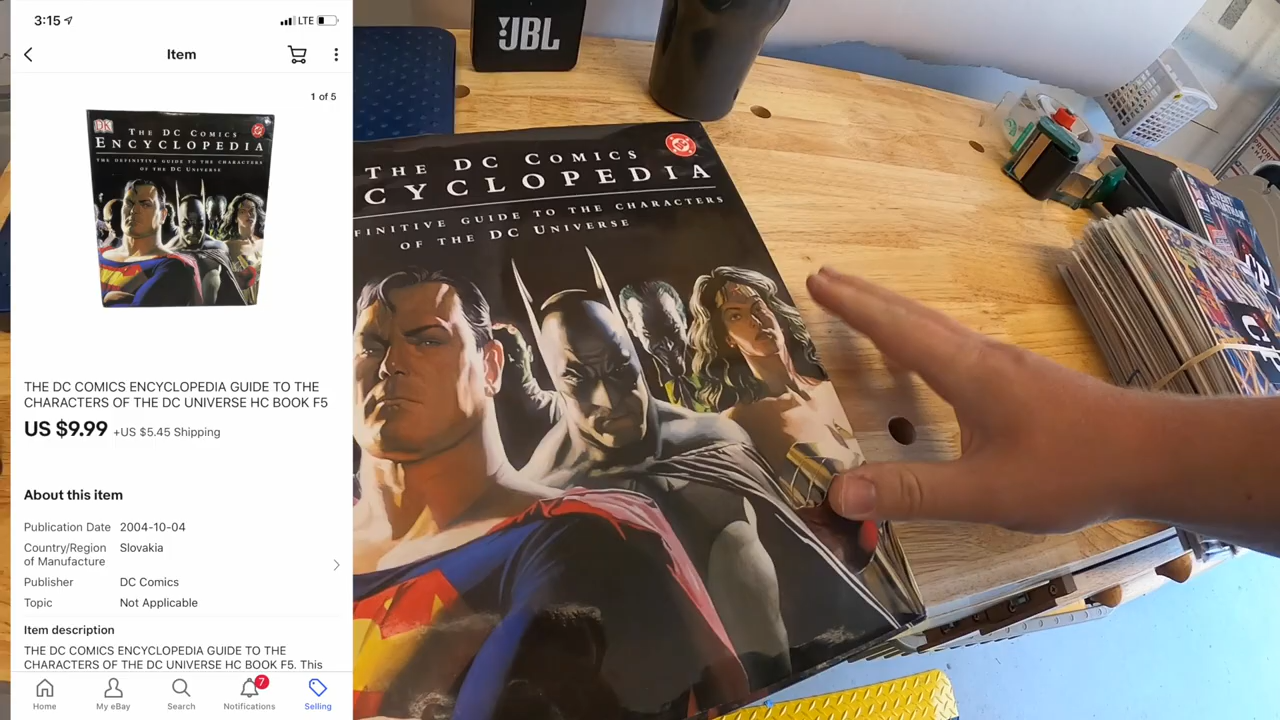 3:15
LTE
Item
1 of 5
DK
THE DC COMICS
ENCYCLOPEDIA
THE DEFINITIVE GUIDE TO THE CHARACTERS
OF THE DC UNIVERSE
THE DC COMICS ENCYCLOPEDIA GUIDE TO THE
CHARACTERS OF THE DC UNIVERSE HC BOOK F5
US $9.99 +US $5.45 Shipping
About this item
Publication Date 2004-10-04
Country/Region Slovakia
of Manufacture
Publisher DC Comics
Topic Not Applicable
Item description
THE DC COMICS ENCYCLOPEDIA GUIDE TO THE
CHARACTERS OF THE DC UNIVERSE HC BOOK F5. This
7
Home My eBay Search Notifications Selling
JBL
THE DC COMICS
CYCLOPEDIA
FINITIVE GUIDE TO THE CHARACTERS
OF THE DC UNIVERSE